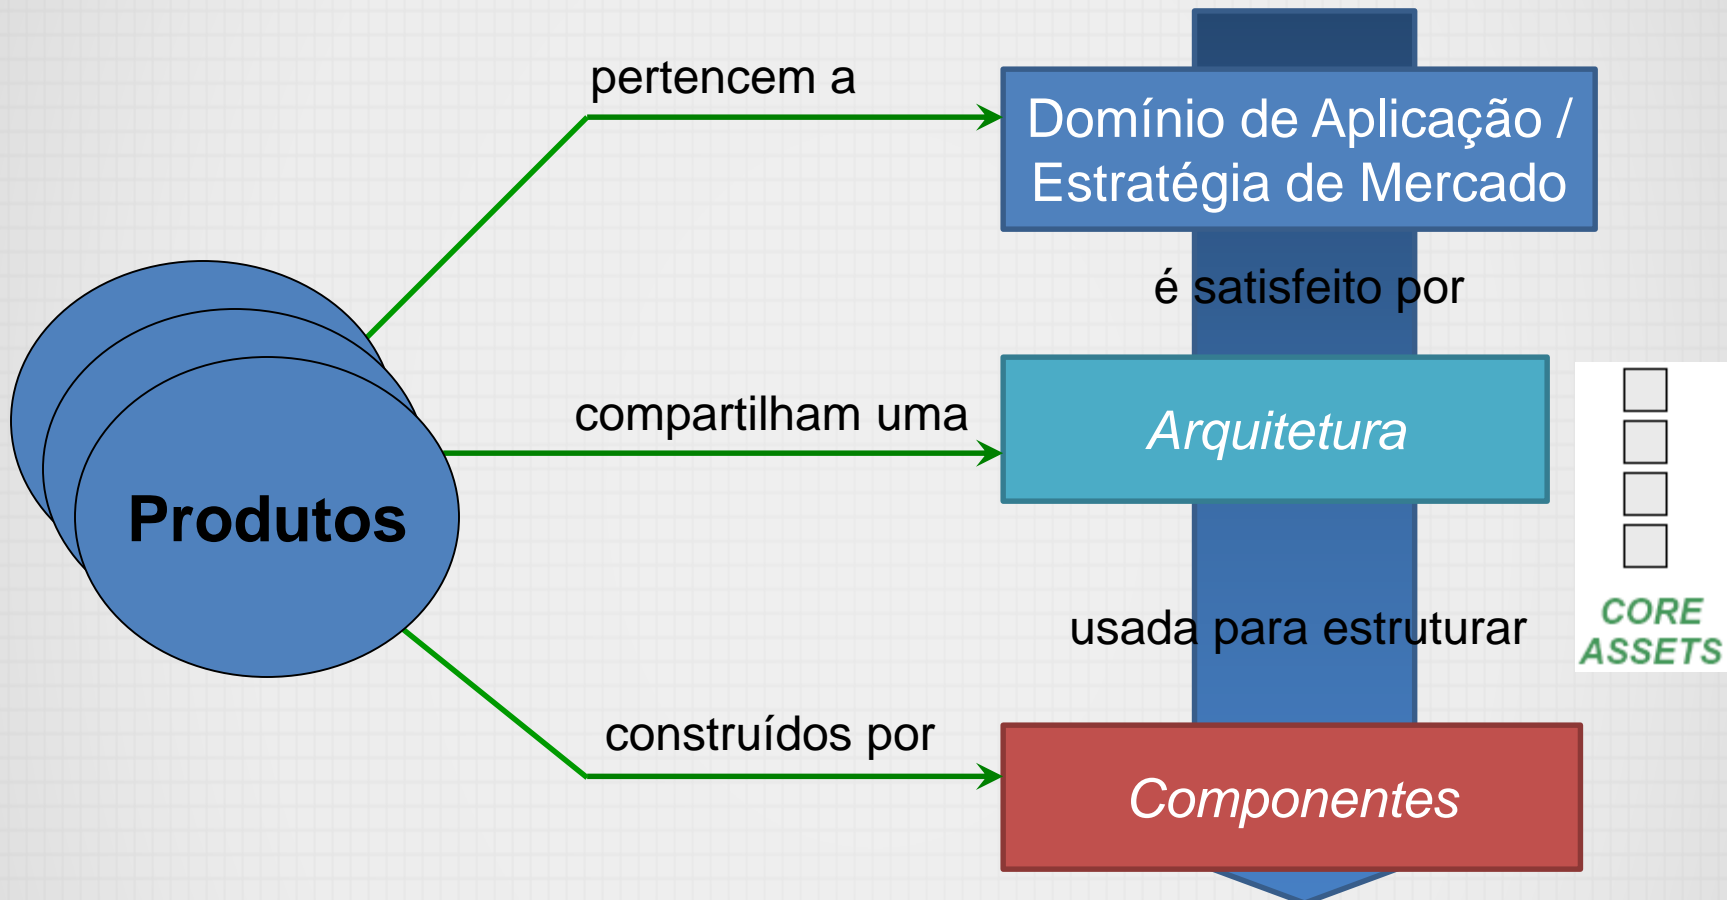 pertencem a
Domínio de Aplicação /
Estratégia de Mercado
é satisfeito por
compartilham uma
Arquitetura
Produtos
usada para estruturar
CORE
ASSETS
construídos por
Componentes